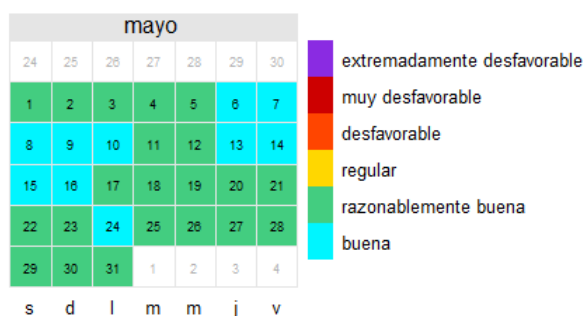 mayo
24 25 26 27 28 29 30
1 2 3 4 5 6 7
8 9 10 11 12 13 14
15 16 17 18 19 20 21
22 23 24 25 26 27 28
29 30 31 1 2 3 4
s d l m m j v
extremadamente desfavorable
muy desfavorable
desfavorable
regular
razonablemente buena
buena